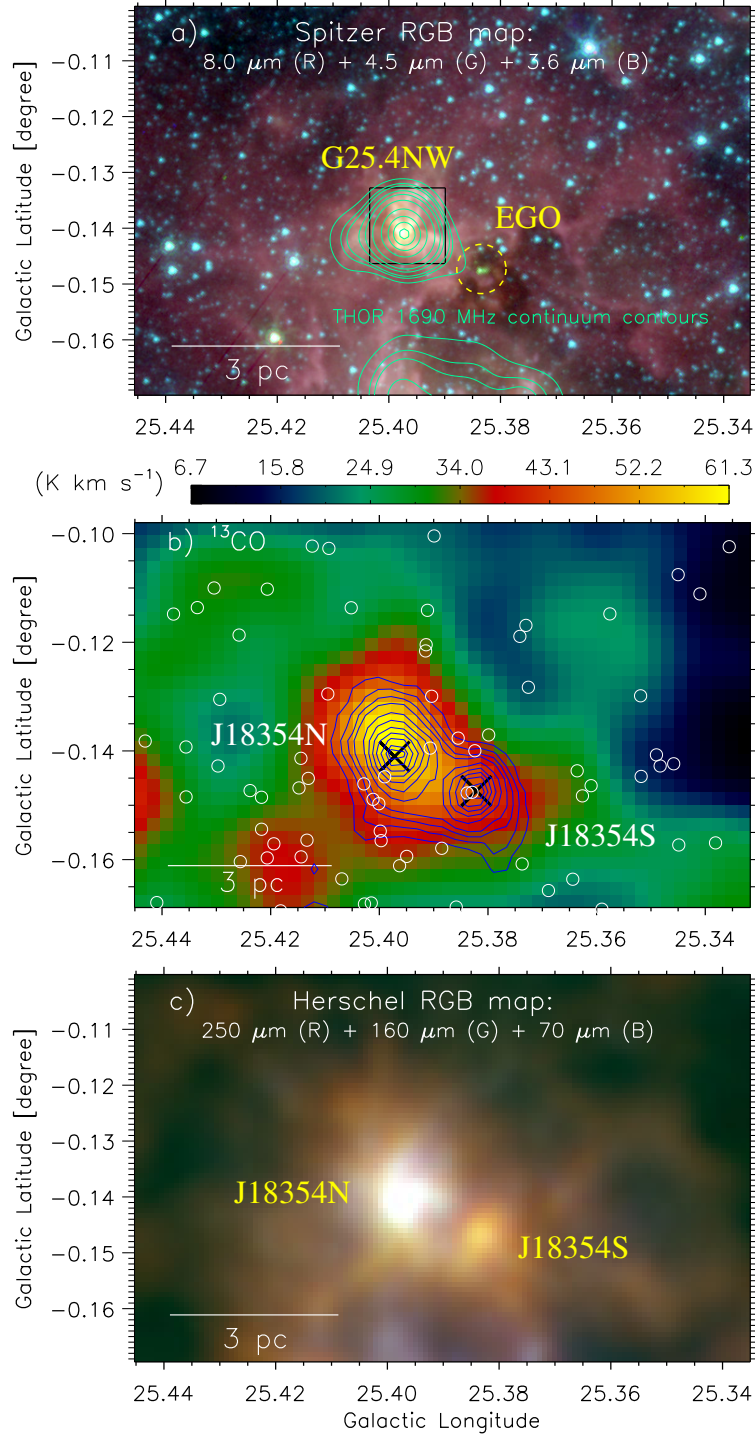 a) Spitzer RGB map:
8.0 μm (R) + 4.5 μm (G) + 3.6 μm (B)
G25.4NW
EGO
THOR 1690 MHz continuum contours
3 pc
Galactic Latitude [degree]
−0.11
−0.12
−0.13
−0.14
−0.15
−0.16
25.44 25.42 25.40 25.38 25.36 25.34
(K km s⁻¹)
6.7 15.8 24.9 34.0 43.1 52.2 61.3
b) ¹³CO
J18354N
J18354S
3 pc
Galactic Latitude [degree]
−0.10
−0.12
−0.14
−0.16
25.44 25.42 25.40 25.38 25.36 25.34
c) Herschel RGB map:
250 μm (R) + 160 μm (G) + 70 μm (B)
J18354N
J18354S
3 pc
Galactic Latitude [degree]
−0.11
−0.12
−0.13
−0.14
−0.15
−0.16
25.44 25.42 25.40 25.38 25.36 25.34
Galactic Longitude